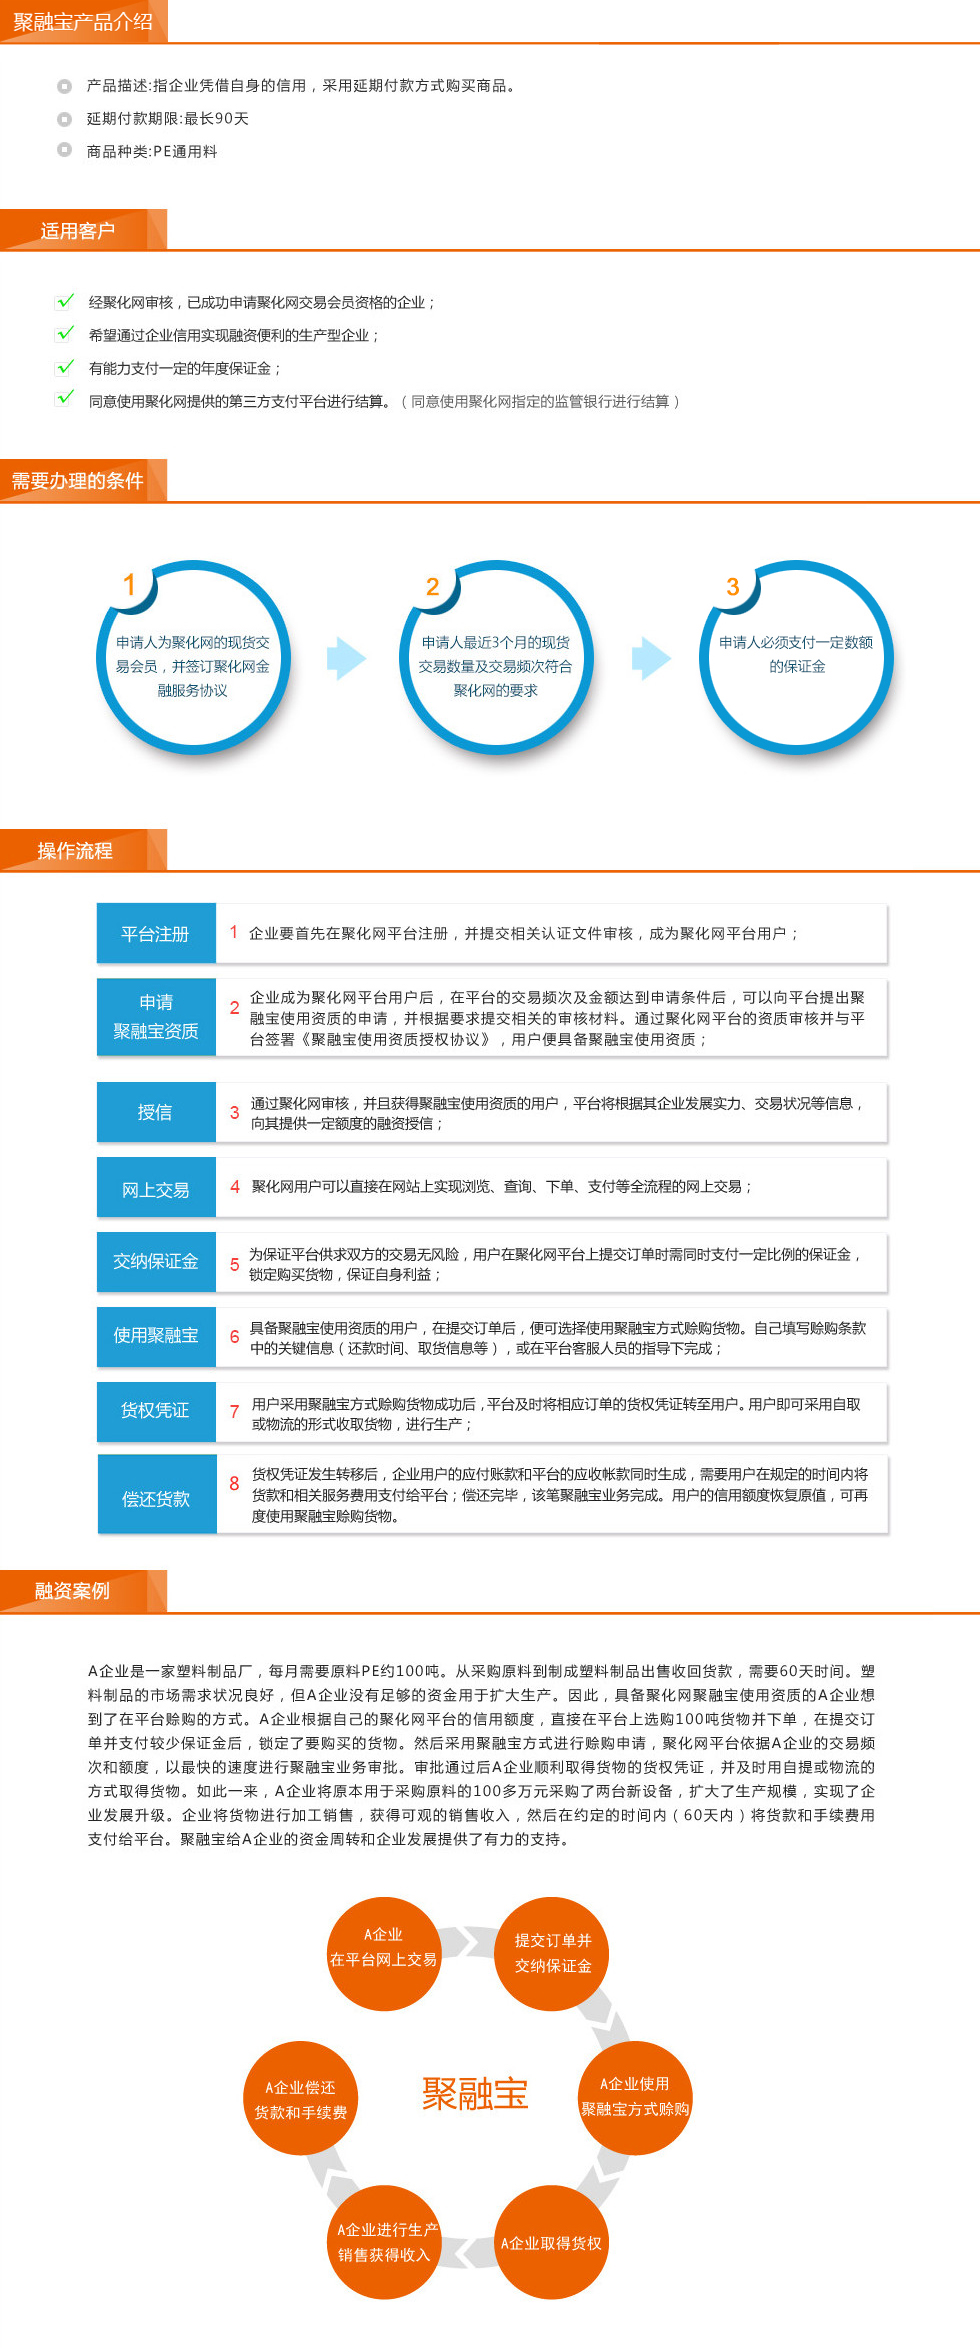 聚融宝产品介绍
产品描述:指企业凭借自身的信用，采用延期付款方式购买商品。
延期付款期限:最长90天
商品种类:PE通用料
适用客户
经聚化网审核，已成功申请聚化网交易会员资格的企业；
希望通过企业信用实现融资便利的生产型企业；
有能力支付一定的年度保证金；
同意使用聚化网提供的第三方支付平台进行结算。（同意使用聚化网指定的监管银行进行结算）
需要办理的条件
1
申请人为聚化网的现货交
易会员，并签订聚化网金
融服务协议
2
申请人最近3个月的现货
交易数量及交易频次符合
聚化网的要求
3
申请人必须支付一定数额
的保证金
操作流程
平台注册
1 企业要首先在聚化网平台注册，并提交相关认证文件审核，成为聚化网平台用户；
申请
聚融宝资质
2 企业成为聚化网平台用户后，在平台的交易频次及金额达到申请条件后，可以向平台提出聚
融宝使用资质的申请，并根据要求提交相关的审核材料。通过聚化网平台的资质审核并与平
台签署《聚融宝使用资质授权协议》，用户便具备聚融宝使用资质；
授信
3 通过聚化网审核，并且获得聚融宝使用资质的用户，平台将根据其企业发展实力、交易状况等信息，
向其提供一定额度的融资授信；
网上交易
4 聚化网用户可以直接在网站上实现浏览、查询、下单、支付等全流程的网上交易；
交纳保证金
5 为保证平台供求双方的交易无风险，用户在聚化网平台上提交订单时需同时支付一定比例的保证金，
锁定购买货物，保证自身利益；
使用聚融宝
6 具备聚融宝使用资质的用户，在提交订单后，便可选择使用聚融宝方式赊购货物。自己填写赊购条款
中的关键信息（还款时间、取货信息等），或在平台客服人员的指导下完成；
货权凭证
7 用户采用聚融宝方式赊购货物成功后，平台及时将相应订单的货权凭证转至用户。用户即可采用自取
或物流的形式收取货物，进行生产；
偿还货款
8 货权凭证发生转移后，企业用户的应付账款和平台的应收帐款同时生成，需要用户在规定的时间内将
货款和相关服务费用支付给平台；偿还完毕，该笔聚融宝业务完成。用户的信用额度恢复原值，可再
度使用聚融宝赊购货物。
融资案例
A企业是一家塑料制品厂，每月需要原料PE约100吨。从采购原料到制成塑料制品出售收回货款，需要60天时间。塑
料制品的市场需求状况良好，但A企业没有足够的资金用于扩大生产。因此，具备聚化网聚融宝使用资质的A企业想
到了在平台赊购的方式。A企业根据自己的聚化网平台的信用额度，直接在平台上选购100吨货物并下单，在提交订
单并支付较少保证金后，锁定了要购买的货物。然后采用聚融宝方式进行赊购申请，聚化网平台依据A企业的交易频
次和额度，以最快的速度进行聚融宝业务审批。审批通过后A企业顺利取得货物的货权凭证，并及时用自提或物流的
方式取得货物。如此一来，A企业将原本用于采购原料的100多万元采购了两台新设备，扩大了生产规模，实现了企
业发展升级。企业将货物进行加工销售，获得可观的销售收入，然后在约定的时间内（60天内）将货款和手续费用
支付给平台。聚融宝给A企业的资金周转和企业发展提供了有力的支持。
A企业
在平台网上交易
提交订单并
交纳保证金
A企业使用
聚融宝方式赊购
A企业取得货权
A企业进行生产
销售获得收入
A企业偿还
货款和手续费
聚融宝